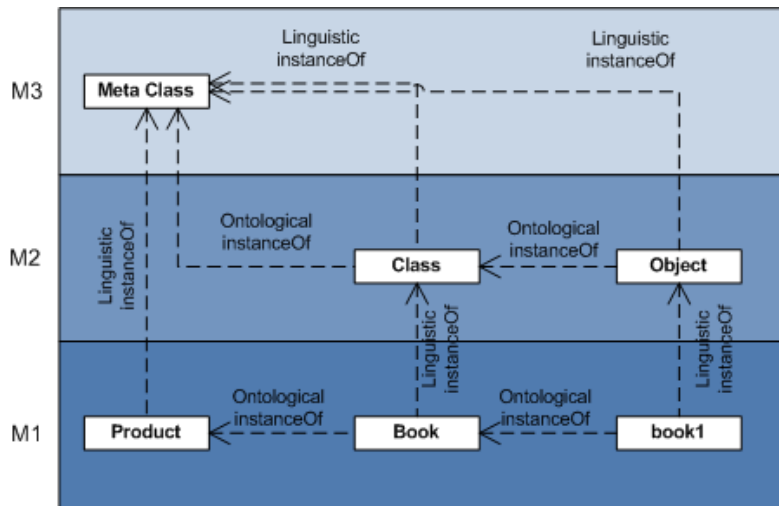 Linguistic
instanceOf
Linguistic
instanceOf
M3
Meta Class
Linguistic
instanceOf
Ontological
instanceOf
Ontological
instanceOf
M2
Class
Object
Linguistic
instanceOf
Linguistic
instanceOf
Ontological
instanceOf
Ontological
instanceOf
M1
Product
Book
book1